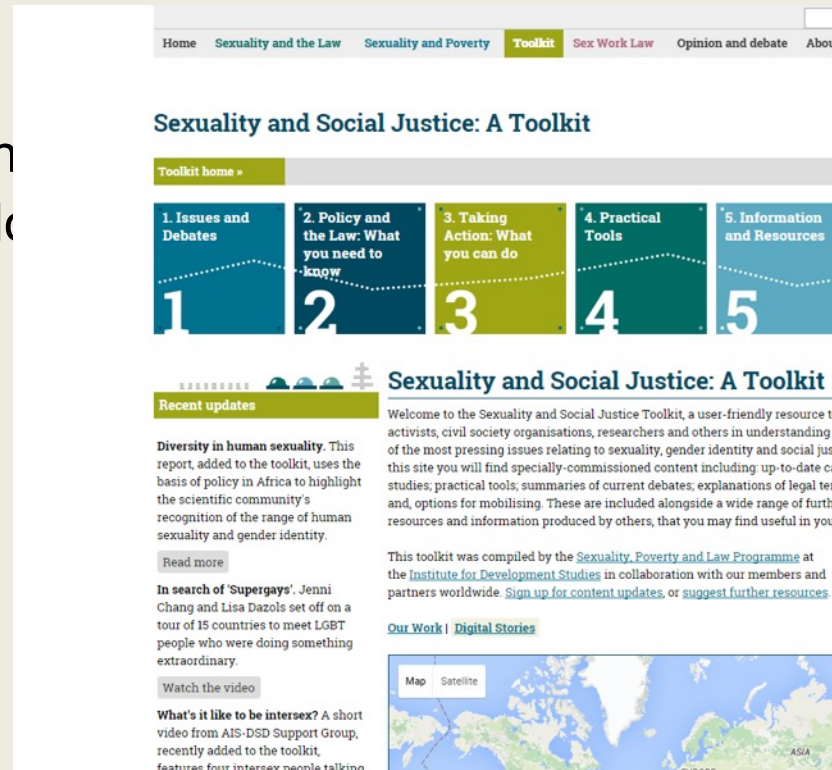 Home Sexuality and the Law Sexuality and Poverty Toolkit Sex Work Law Opinion and debate
Sexuality and Social Justice: A Toolkit
Toolkit home »
1. Issues and
Debates
1
2. Policy and
the Law: What
you need to
know
2
3. Taking
Action: What
you can do
3
4. Practical
Tools
4
5. Information
and Resources
5
Recent updates
Diversity in human sexuality. This
report, added to the toolkit, uses the
basis of policy in Africa to highlight
the scientific community's
recognition of the range of human
sexuality and gender identity.
Read more
In search of 'Supergays'. Jenni
Chang and Lisa Dazols set off on a
tour of 15 countries to meet LGBT
people who were doing something
extraordinary.
Watch the video
What's it like to be intersex? A short
video from AIS-DSD Support Group,
recently added to the toolkit,
features four intersex people talking
Sexuality and Social Justice: A Toolkit
Welcome to the Sexuality and Social Justice Toolkit, a user-friendly resource
activists, civil society organisations, researchers and others in understanding
of the most pressing issues relating to sexuality, gender identity and social
this site you will find specially-commissioned content including: up-to-date
studies; practical tools; summaries of current debates; explanations of legal
and, options for mobilising. These are included alongside a wide range of
resources and information produced by others, that you may find useful in
This toolkit was compiled by the Sexuality, Poverty and Law Programme at
the Institute for Development Studies in collaboration with our members and
partners worldwide. Sign up for content updates, or suggest further resources.
Our Work | Digital Stories
Map Satellite
ASIA